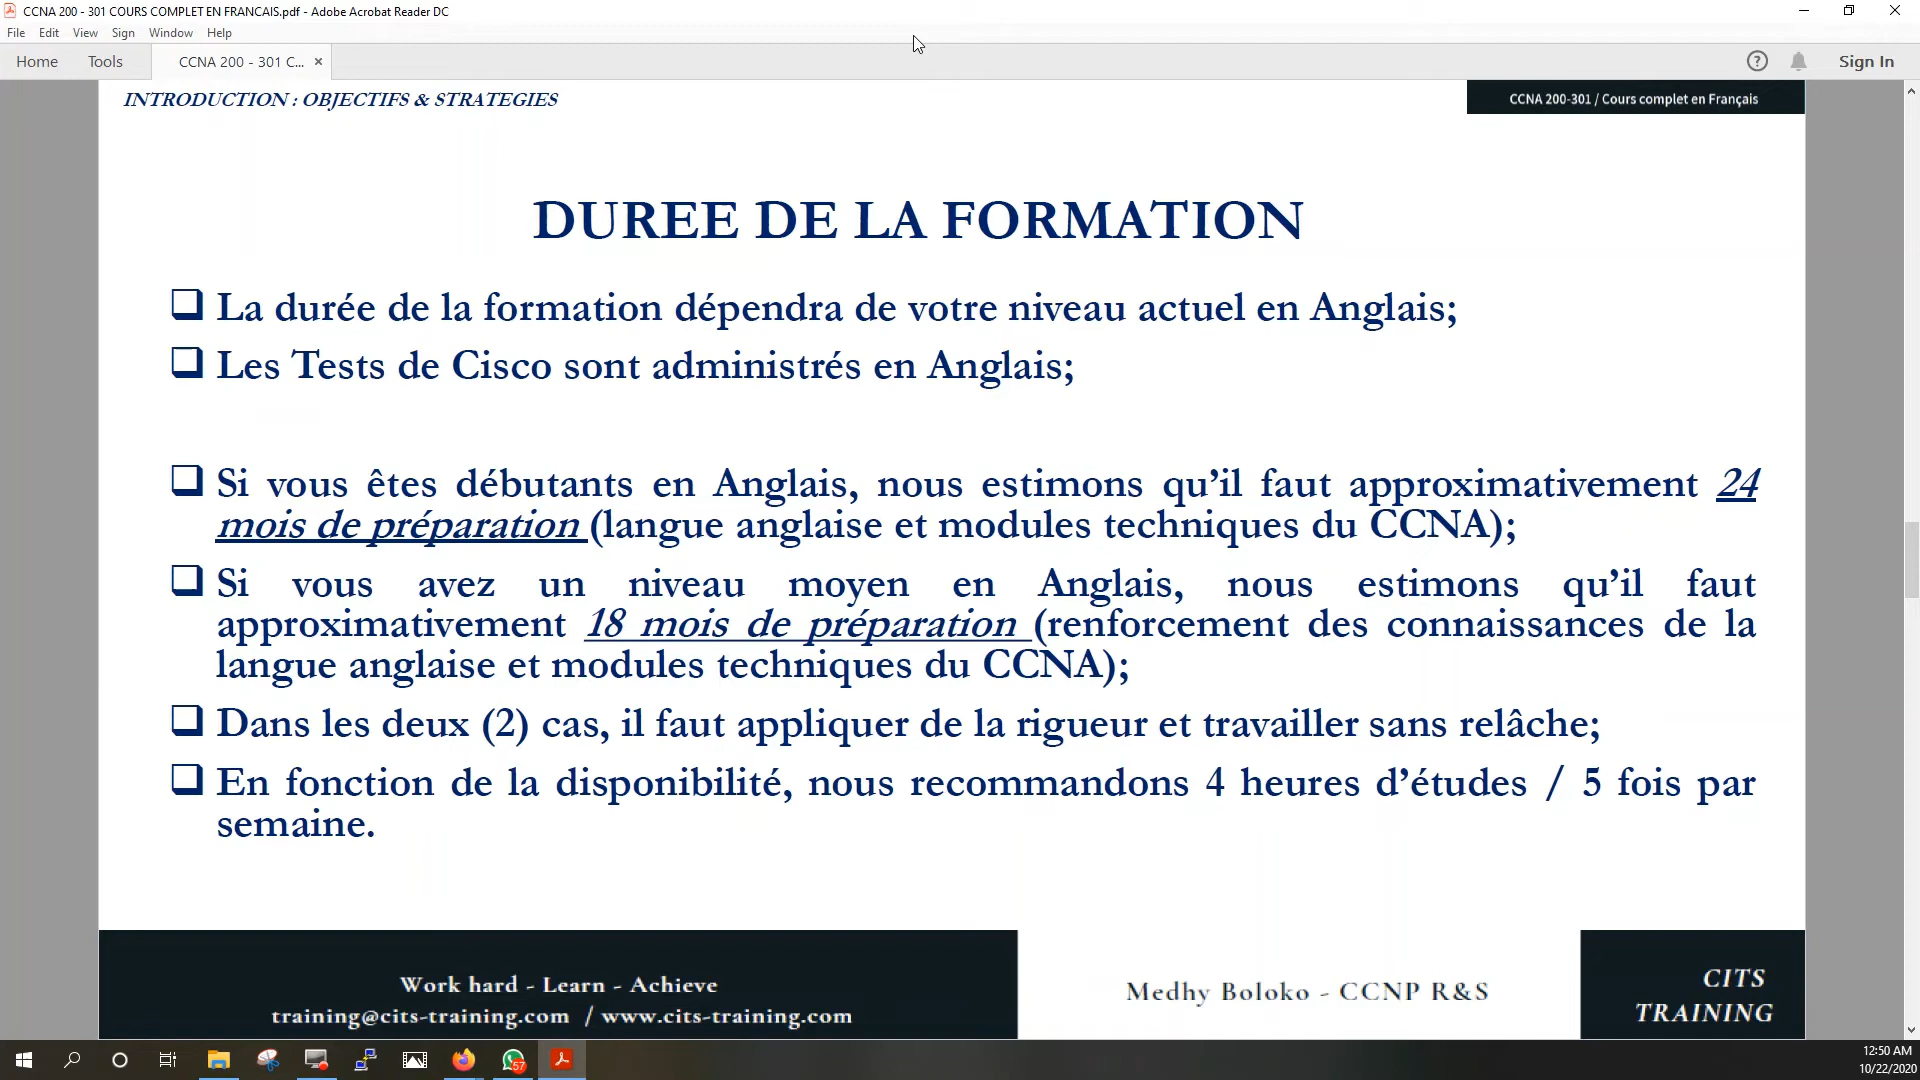 CCNA 200 - 301 COURS COMPLET EN FRANCAIS.pdf - Adobe Acrobat Reader DC
File Edit View Sign Window Help
Home Tools CCNA 200 - 301 C... × Sign In
INTRODUCTION : OBJECTIFS & STRATEGIES
CCNA 200-301 / Cours complet en Français
DUREE DE LA FORMATION
La durée de la formation dépendra de votre niveau actuel en Anglais;
Les Tests de Cisco sont administrés en Anglais;
Si vous êtes débutants en Anglais, nous estimons qu’il faut approximativement 24
mois de préparation (langue anglaise et modules techniques du CCNA);
Si vous avez un niveau moyen en Anglais, nous estimons qu’il faut
approximativement 18 mois de préparation (renforcement des connaissances de la
langue anglaise et modules techniques du CCNA);
Dans les deux (2) cas, il faut appliquer de la rigueur et travailler sans relâche;
En fonction de la disponibilité, nous recommandons 4 heures d’études / 5 fois par
semaine.
Work hard - Learn - Achieve
training@cits-training.com / www.cits-training.com
Medhy Boloko - CCNP R&S
CITS
TRAINING
57
12:50 AM
10/22/2020